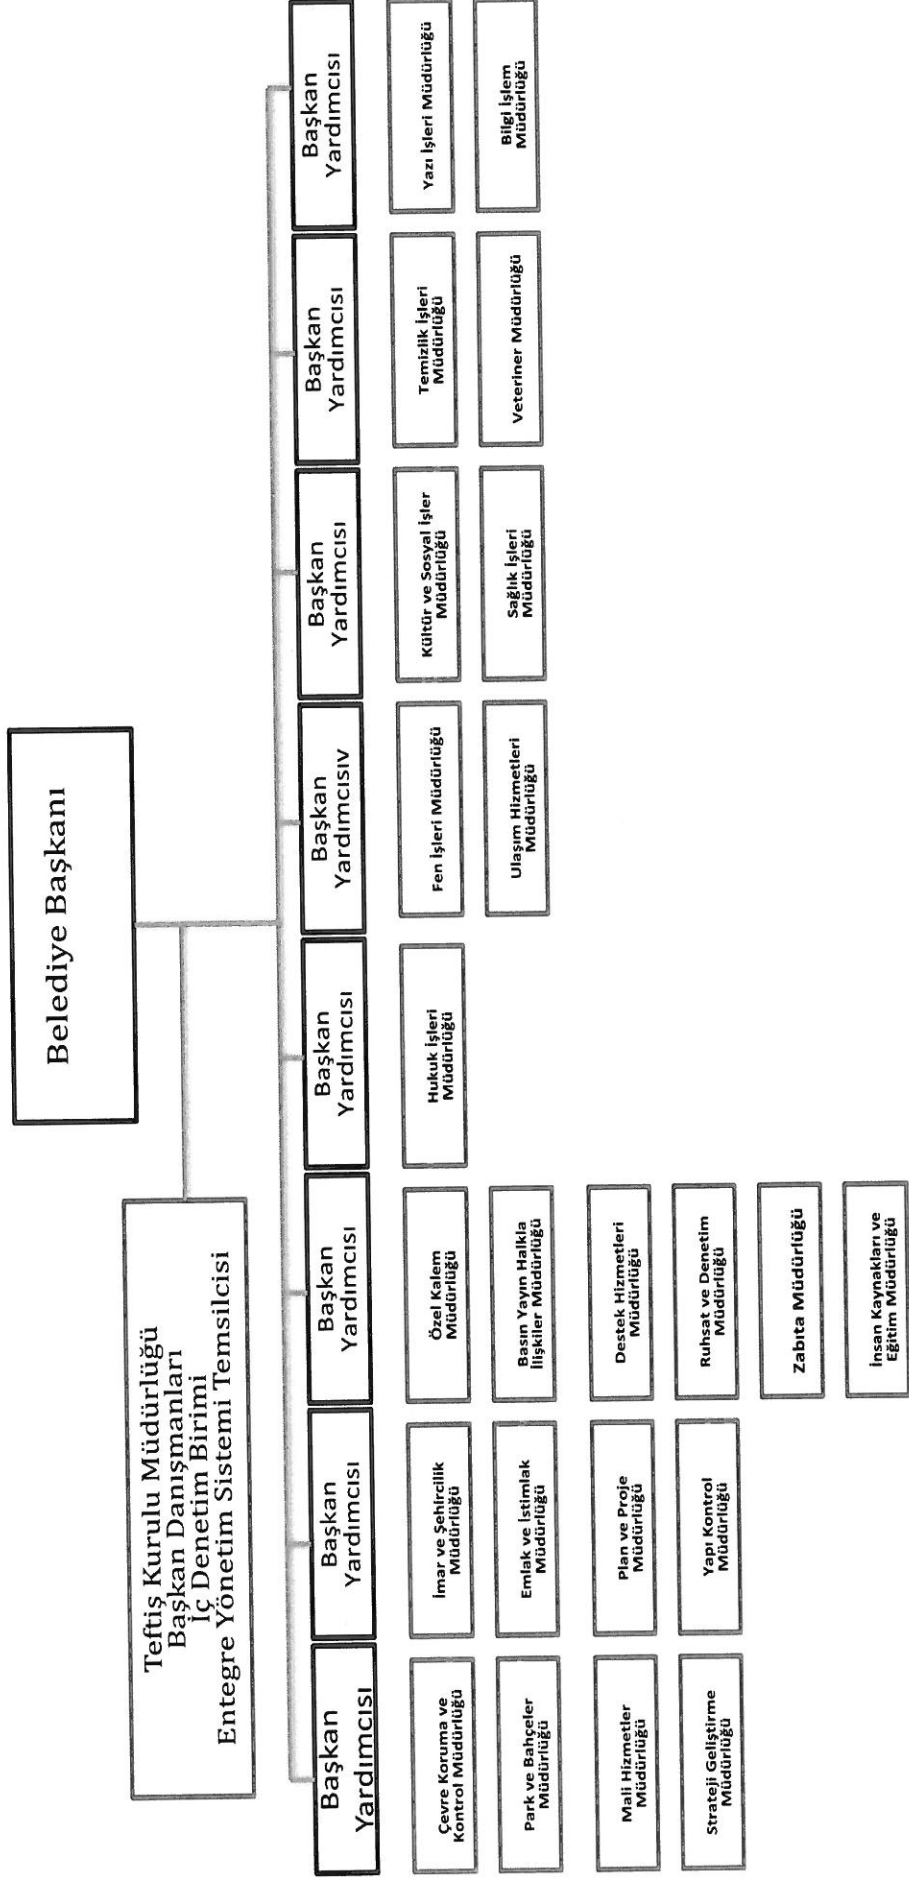 Belediye Başkanı
Teftiş Kurulu Müdürlüğü
Başkan Danışmanları
İç Denetim Birimi
Entegre Yönetim Sistemi Temsilcisi
Başkan
Yardımcısı
Çevre Koruma ve
Kontrol Müdürlüğü
Park ve Bahçeler
Müdürlüğü
Mali Hizmetler
Müdürlüğü
Strateji Geliştirme
Müdürlüğü
Başkan
Yardımcısı
İmar ve Şehircilik
Müdürlüğü
Emlak ve İstimlak
Müdürlüğü
Plan ve Proje
Müdürlüğü
Yapı Kontrol
Müdürlüğü
Başkan
Yardımcısı
Özel Kalem
Müdürlüğü
Basın Yayın Halkla
İlişkiler Müdürlüğü
Destek Hizmetleri
Müdürlüğü
Ruhsat ve Denetim
Müdürlüğü
Zabıta Müdürlüğü
İnsan Kaynakları ve
Eğitim Müdürlüğü
Başkan
Yardımcısı
Hukuk İşleri
Müdürlüğü
Başkan
Yardımcısıv
Fen İşleri Müdürlüğü
Ulaşım Hizmetleri
Müdürlüğü
Başkan
Yardımcısı
Kültür ve Sosyal İşler
Müdürlüğü
Sağlık İşleri
Müdürlüğü
Başkan
Yardımcısı
Temizlik İşleri
Müdürlüğü
Veteriner Müdürlüğü
Başkan
Yardımcısı
Yazı İşleri Müdürlüğü
Bilgi İşlem
Müdürlüğü